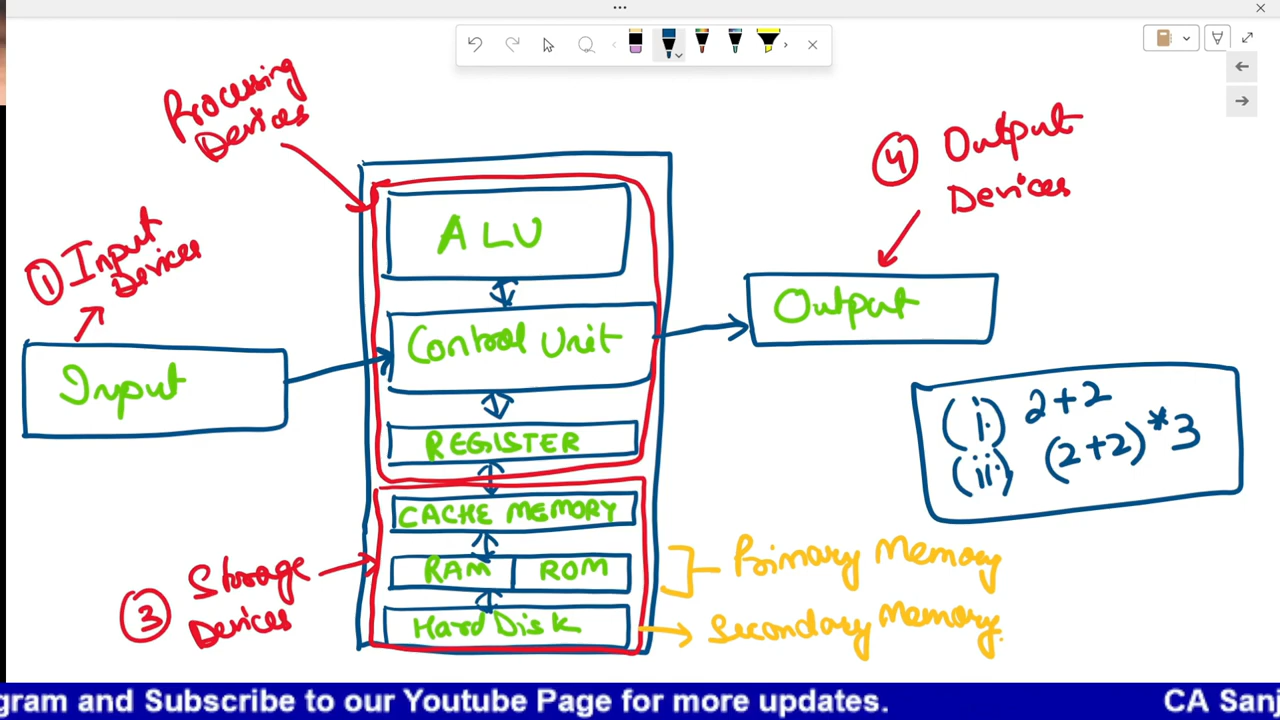 Processing
Devices
① Input
Devices
Input
ALU
Control Unit
REGISTER
CACHE MEMORY
RAM
ROM
Hard Disk
③ Storage
Devices
④ Output
Devices
Output
(i) 2+2
(ii) (2+2)*3
Primary Memory
Secondary Memory.
gram and Subscribe to our Youtube Page for more updates.
CA Sanj